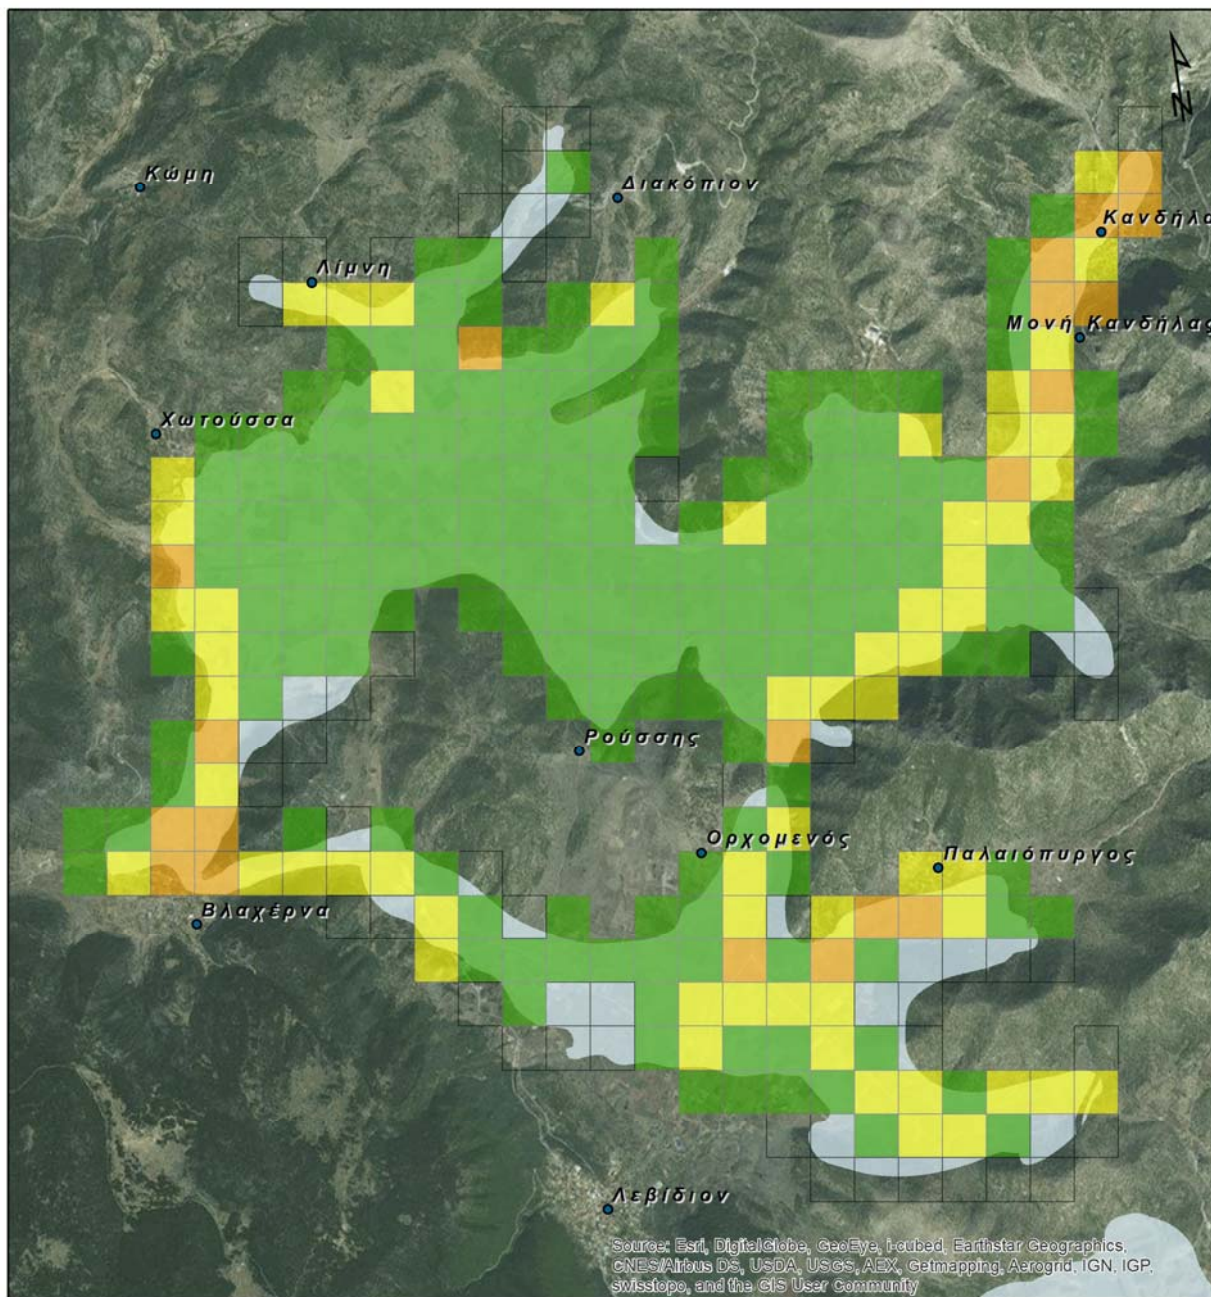 N
Κώμη
Διακόπιον
Κανδήλα
Λίμνη
Μονή Κανδήλας
Χωτούσσα
Ρούσσης
Ορχομενός
Παλαιόπυργος
Βλαχέρνα
Λεβίδιον
Source: Esri, DigitalGlobe, GeoEye, i-cubed, Earthstar Geographics,
CNES/Airbus DS, USDA, USGS, AEX, Getmapping, Aerogrid, IGN, IGP,
swisstopo, and the GIS User Community